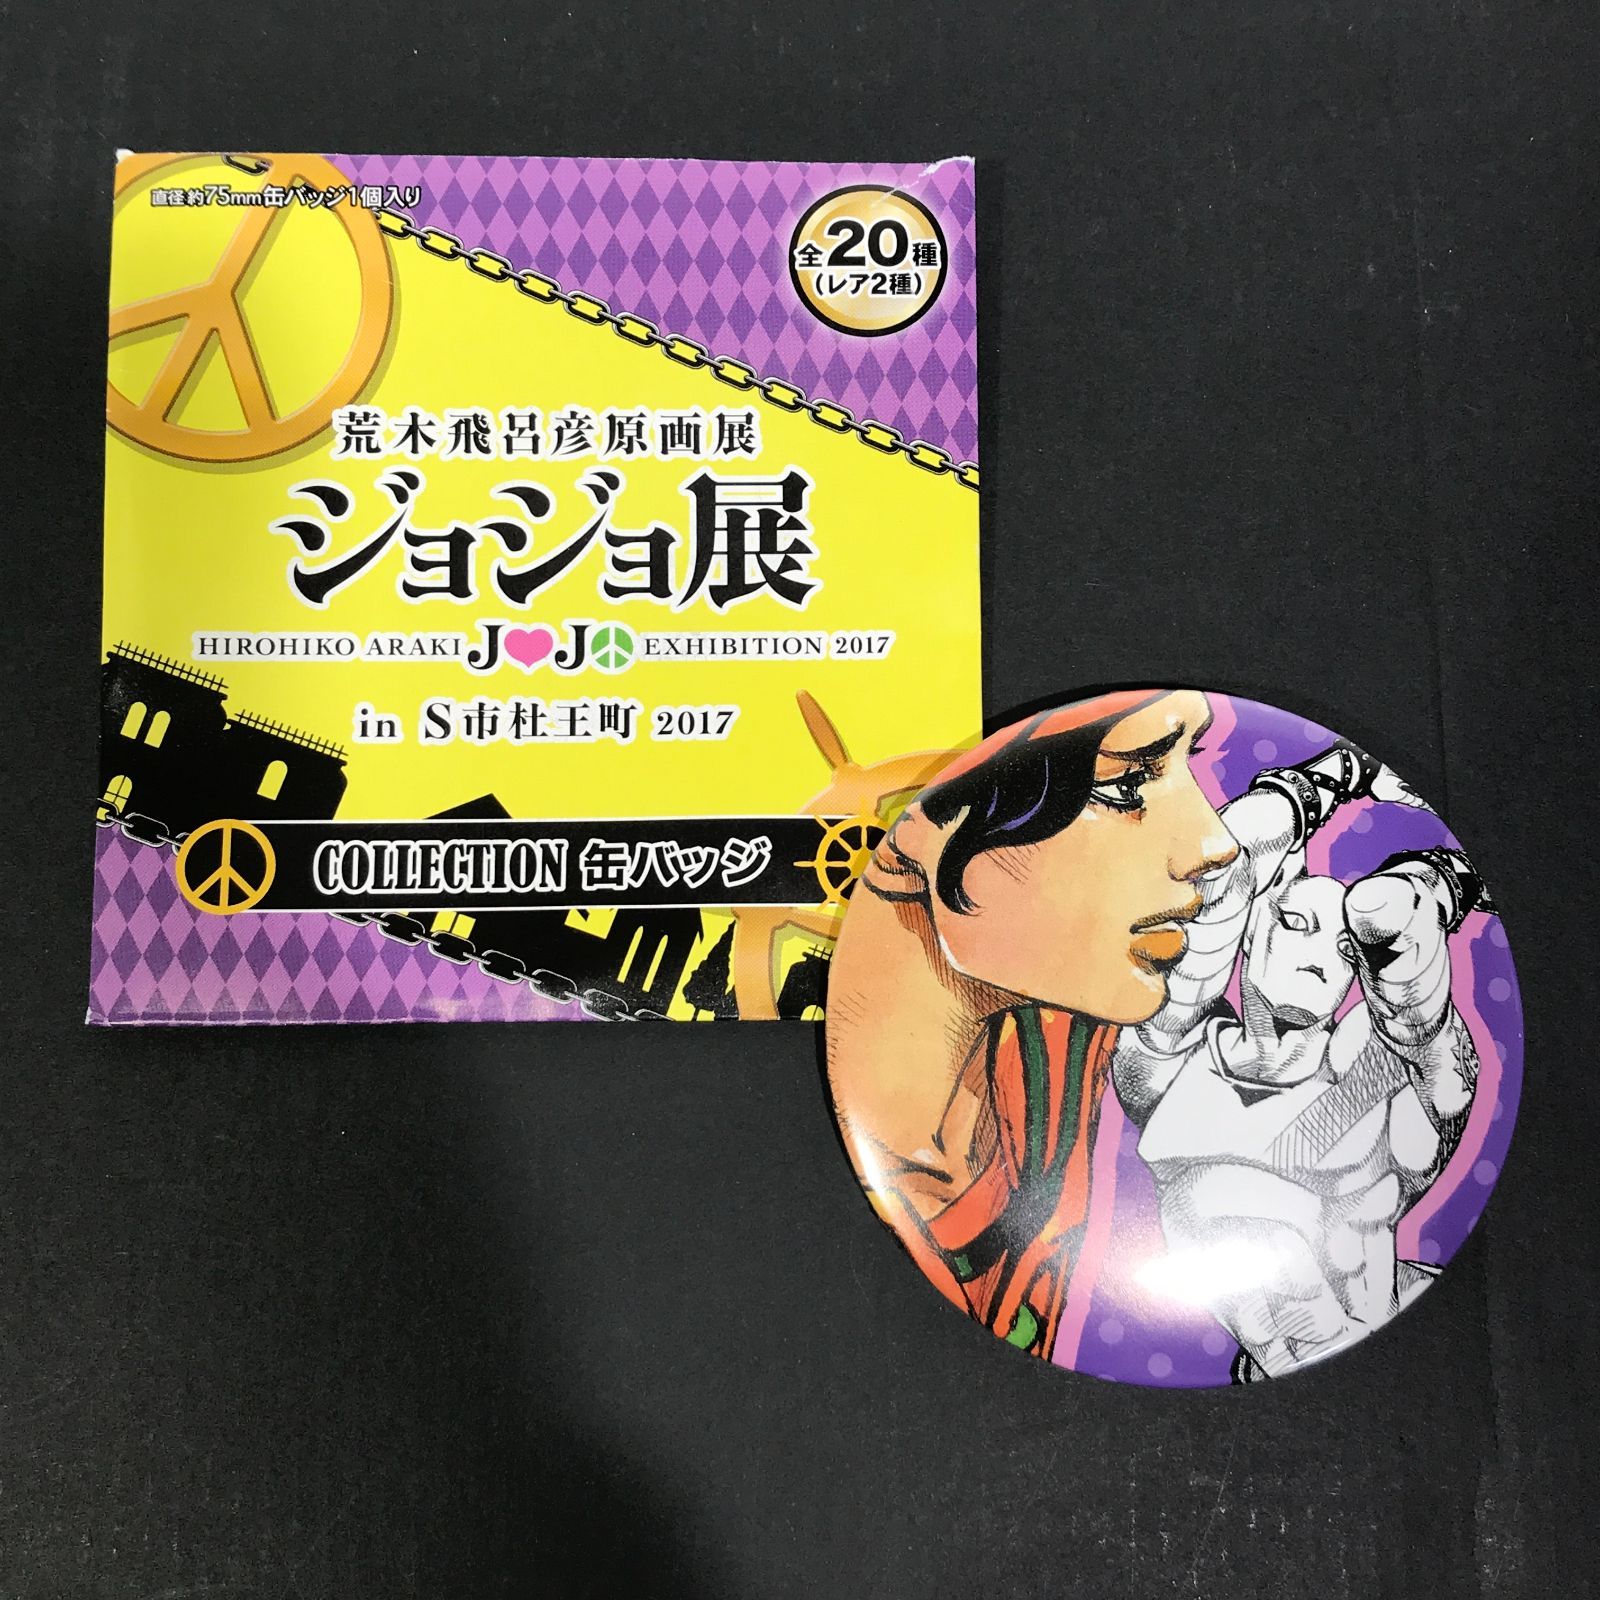 直径約75mm缶バッジ1個入り
全20種
(レア2種)
荒木飛呂彦原画展
ジョジョ展
HIROHIKO ARAKI JOJO EXHIBITION 2017
in S市杜王町 2017
COLLECTION 缶バッジ